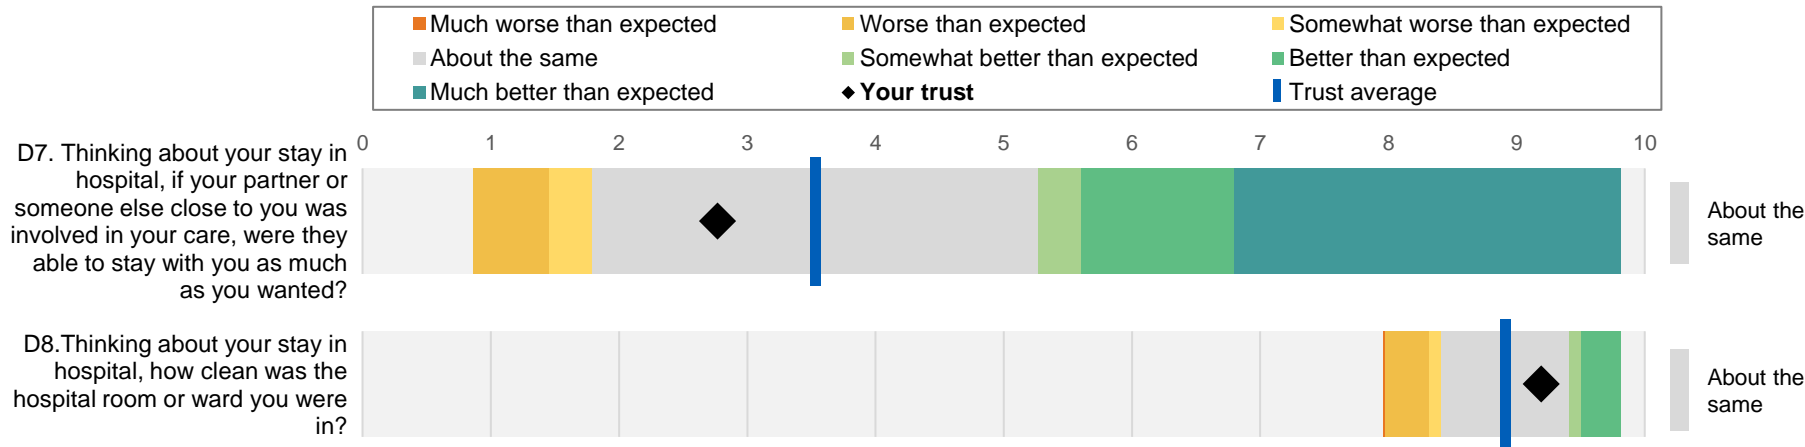 Much worse than expected
Worse than expected
Somewhat worse than expected
About the same
Somewhat better than expected
Better than expected
Much better than expected
Your trust
Trust average
0 1 2 3 4 5 6 7 8 9 10
D7. Thinking about your stay in
hospital, if your partner or
someone else close to you was
involved in your care, were they
able to stay with you as much
as you wanted?
About the
same
D8.Thinking about your stay in
hospital, how clean was the
hospital room or ward you were
in?
About the
same